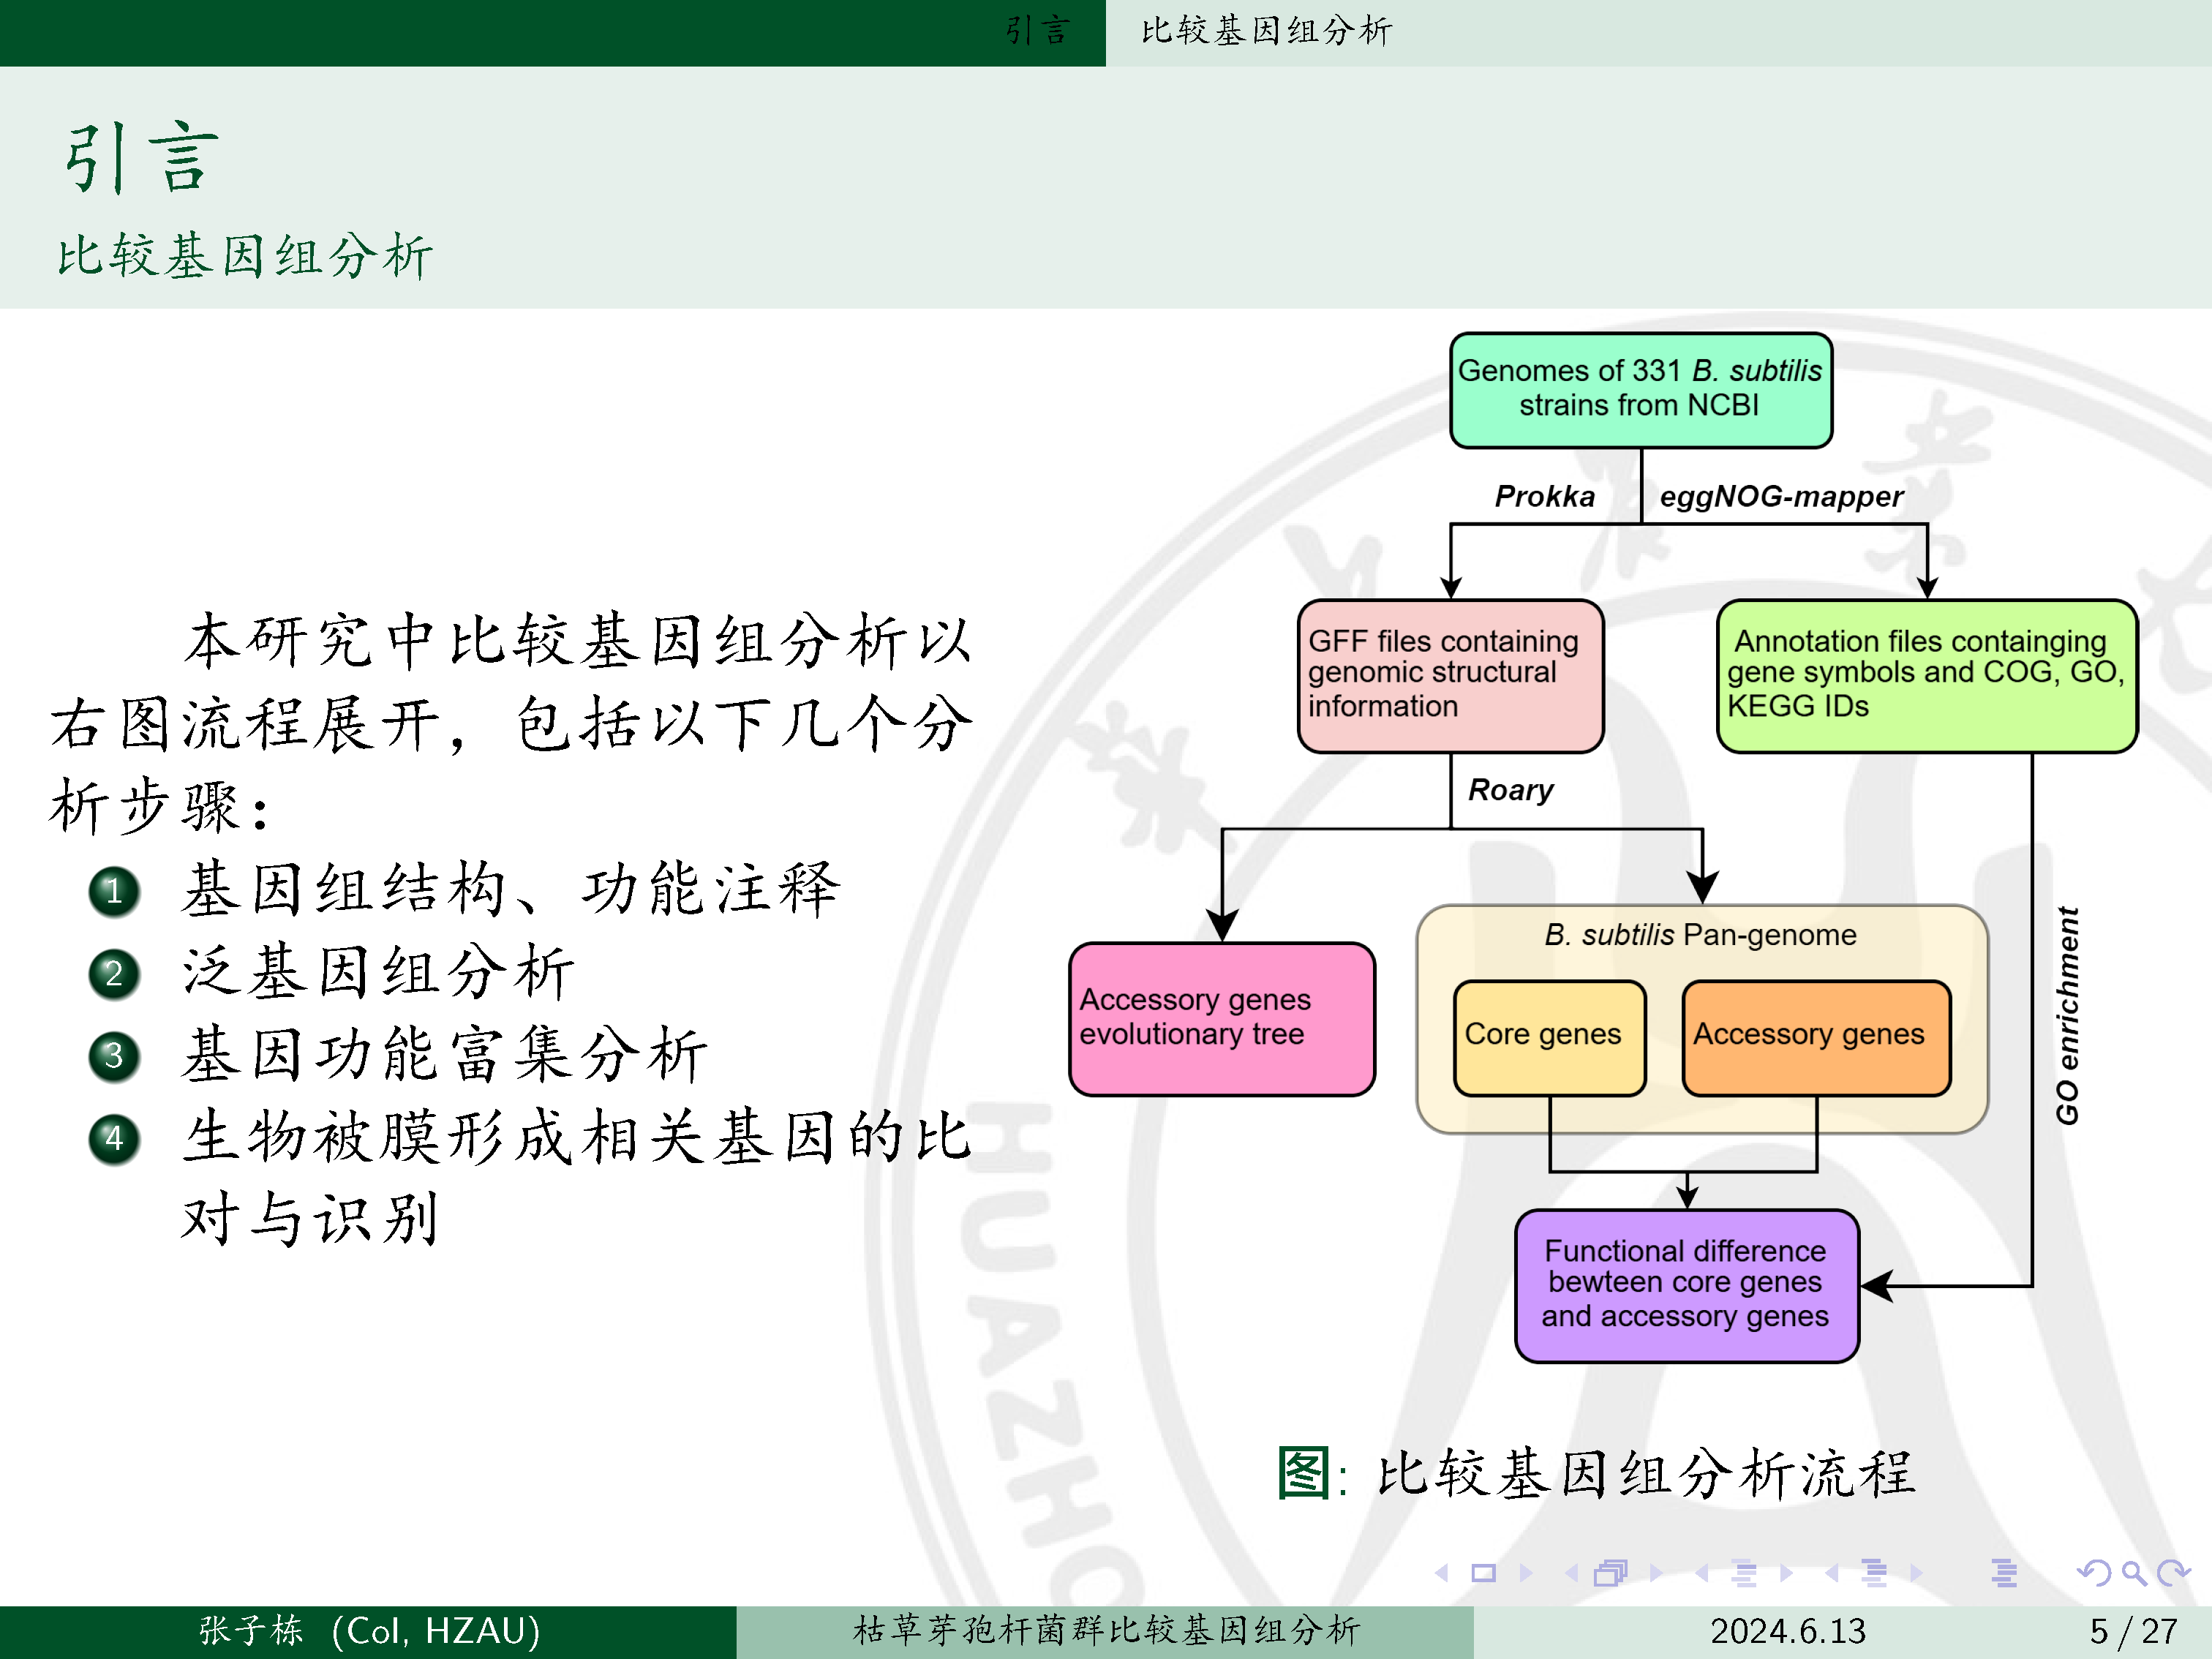 引言
比较基因组分析
引言
比较基因组分析
本研究中比较基因组分析以
右图流程展开，包括以下几个分
析步骤：
1 基因组结构、功能注释
2 泛基因组分析
3 基因功能富集分析
4 生物被膜形成相关基因的比
对与识别
Genomes of 331 B. subtilis
strains from NCBI
Prokka
eggNOG-mapper
GFF files containing
genomic structural
information
Annotation files containging
gene symbols and COG, GO,
KEGG IDs
Roary
GO enrichment
Accessory genes
evolutionary tree
B. subtilis Pan-genome
Core genes
Accessory genes
Functional difference
bewteen core genes
and accessory genes
图: 比较基因组分析流程
HUAZHO
张子栋 (CoI, HZAU)
枯草芽孢杆菌群比较基因组分析
2024.6.13
5 / 27